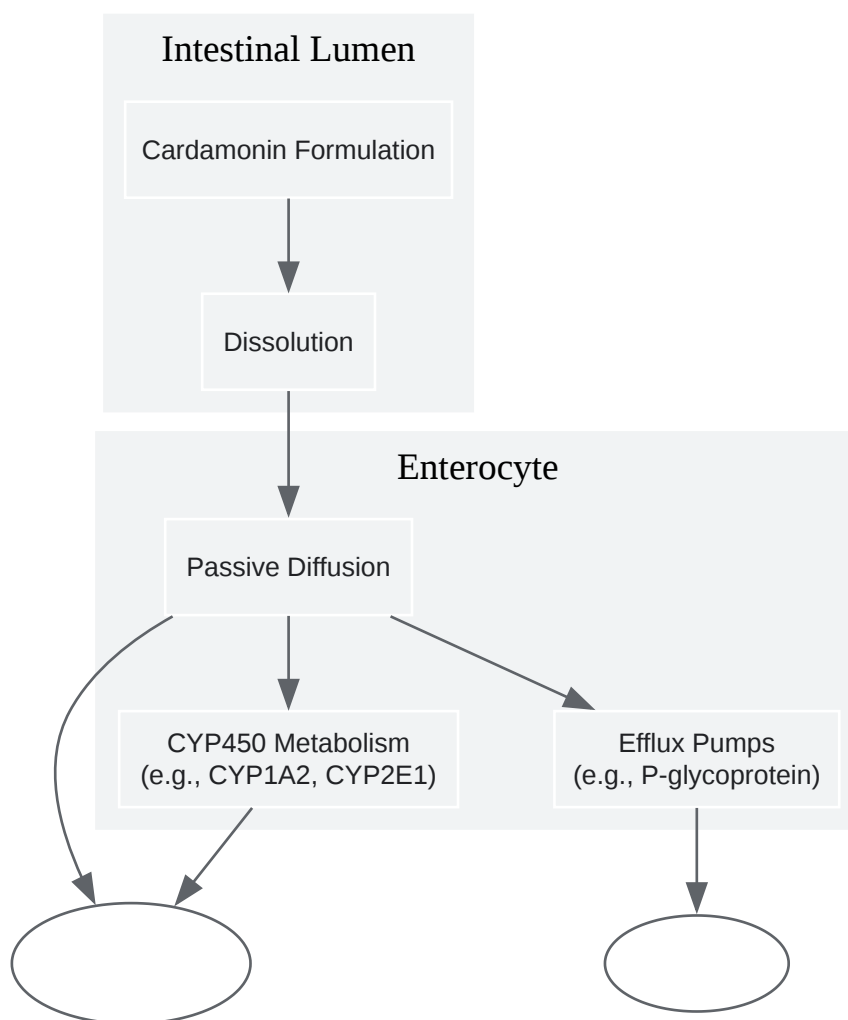 Intestinal Lumen
Cardamonin Formulation
Dissolution
Enterocyte
Passive Diffusion
CYP450 Metabolism
(e.g., CYP1A2, CYP2E1)
Efflux Pumps
(e.g., P-glycoprotein)